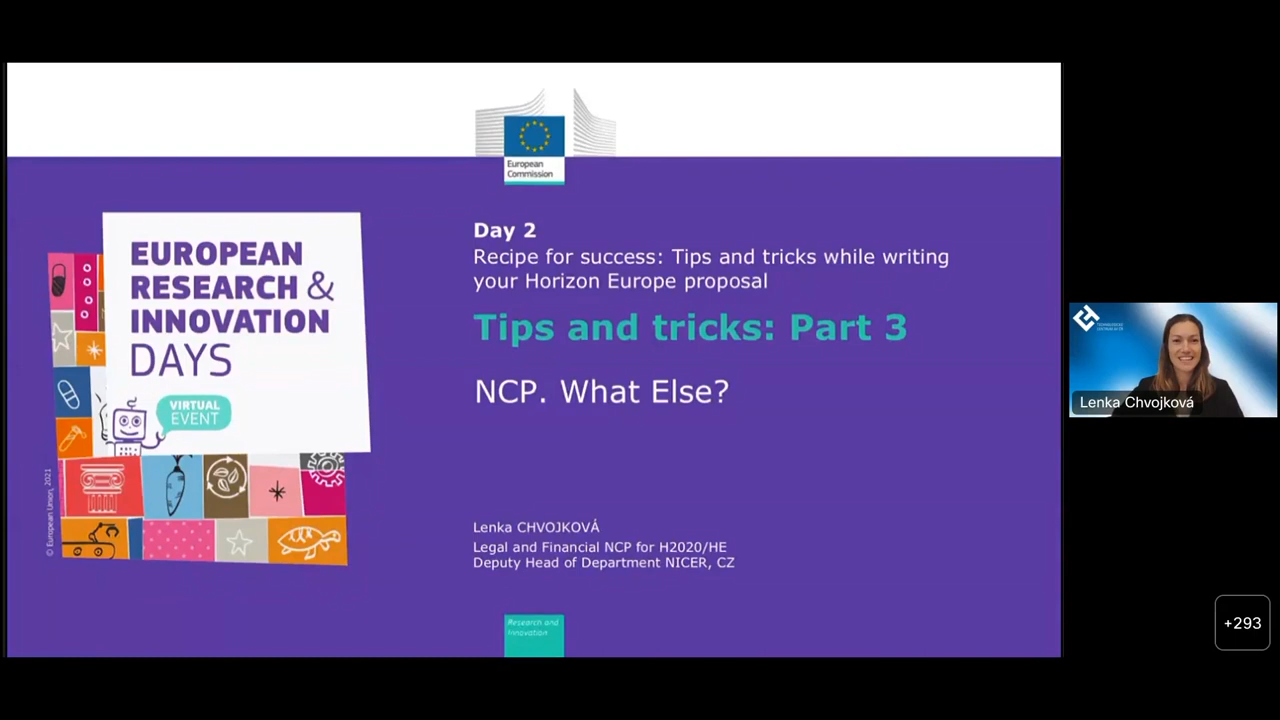 European
Commission
EUROPEAN
RESEARCH &
INNOVATION
DAYS
VIRTUAL
EVENT
© European Union, 2021
Day 2
Recipe for success: Tips and tricks while writing
your Horizon Europe proposal
Tips and tricks: Part 3
NCP. What Else?
Lenka CHVOJKOVÁ
Legal and Financial NCP for H2020/HE
Deputy Head of Department NICER, CZ
Research and
Innovation
Lenka Chvojková
+293